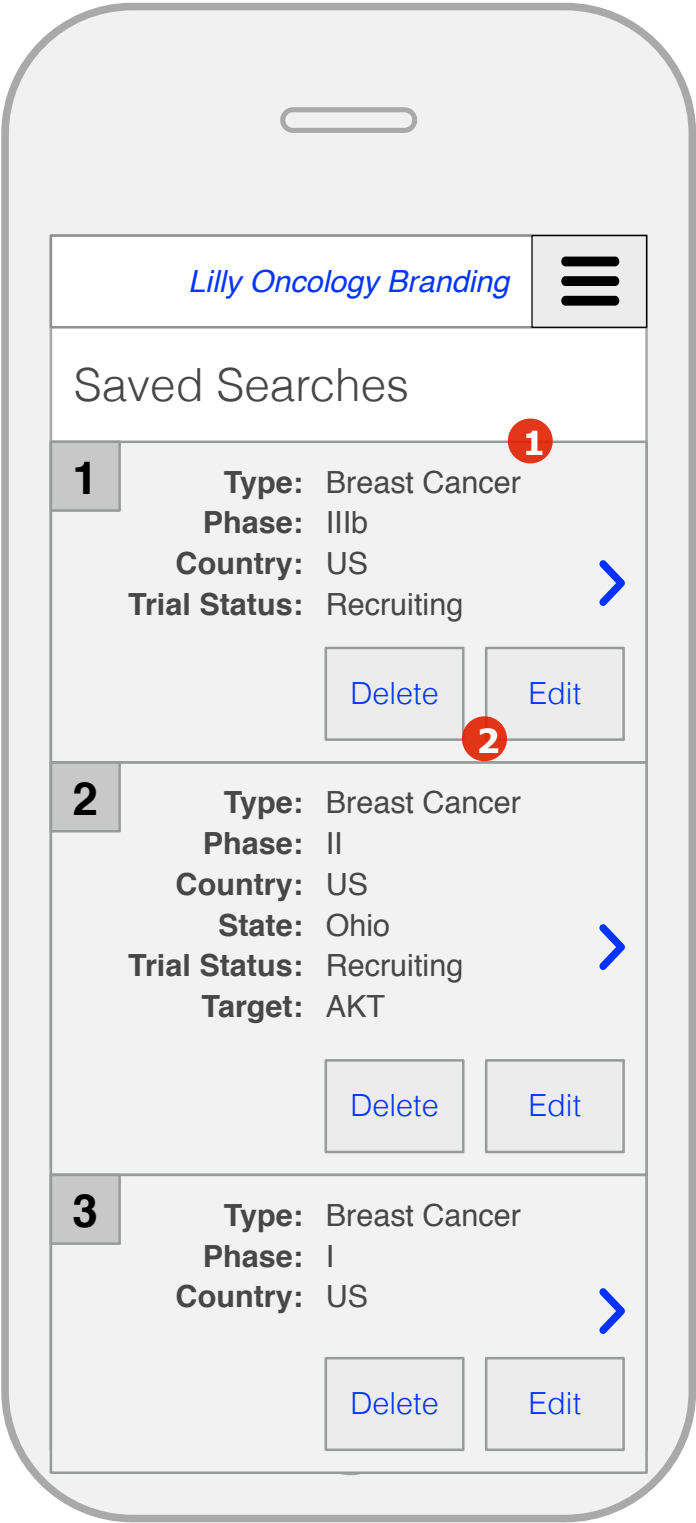 Lilly Oncology Branding
Saved Searches
1
1
Type: Breast Cancer
Phase: IIIb
Country: US
Trial Status: Recruiting
Delete Edit
2
2
Type: Breast Cancer
Phase: II
Country: US
State: Ohio
Trial Status: Recruiting
Target: AKT
Delete Edit
3
Type: Breast Cancer
Phase: I
Country: US
Delete Edit